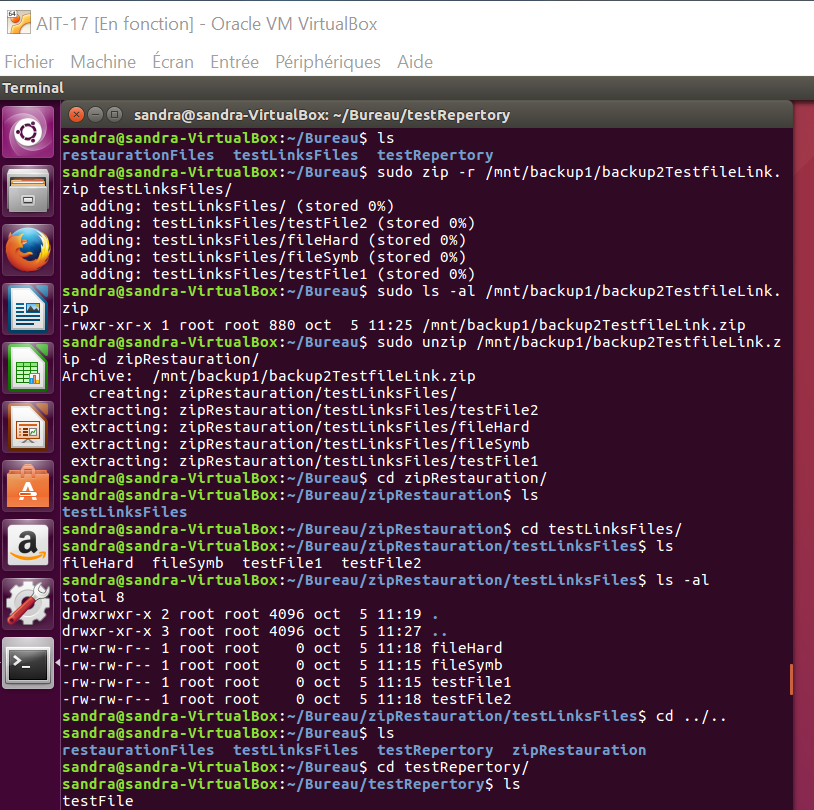 AIT-17 [En fonction] - Oracle VM VirtualBox
Fichier Machine Écran Entrée Périphériques Aide
Terminal
sandra@sandra-VirtualBox: ~/Bureau/testRepertory
sandra@sandra-VirtualBox:~/Bureau$ ls
restaurationFiles  testLinksFiles  testRepertory
sandra@sandra-VirtualBox:~/Bureau$ sudo zip -r /mnt/backup1/backup2TestfileLink.
zip testLinksFiles/
  adding: testLinksFiles/ (stored 0%)
  adding: testLinksFiles/testFile2 (stored 0%)
  adding: testLinksFiles/fileHard (stored 0%)
  adding: testLinksFiles/fileSymb (stored 0%)
  adding: testLinksFiles/testFile1 (stored 0%)
sandra@sandra-VirtualBox:~/Bureau$ sudo ls -al /mnt/backup1/backup2TestfileLink.
zip
-rwxr-xr-x 1 root root 880 oct  5 11:25 /mnt/backup1/backup2TestfileLink.zip
sandra@sandra-VirtualBox:~/Bureau$ sudo unzip /mnt/backup1/backup2TestfileLink.z
ip -d zipRestauration/
Archive:  /mnt/backup1/backup2TestfileLink.zip
   creating: zipRestauration/testLinksFiles/
 extracting: zipRestauration/testLinksFiles/testFile2
 extracting: zipRestauration/testLinksFiles/fileHard
 extracting: zipRestauration/testLinksFiles/fileSymb
 extracting: zipRestauration/testLinksFiles/testFile1
sandra@sandra-VirtualBox:~/Bureau$ cd zipRestauration/
sandra@sandra-VirtualBox:~/Bureau/zipRestauration$ ls
testLinksFiles
sandra@sandra-VirtualBox:~/Bureau/zipRestauration$ cd testLinksFiles/
sandra@sandra-VirtualBox:~/Bureau/zipRestauration/testLinksFiles$ ls
fileHard  fileSymb  testFile1  testFile2
sandra@sandra-VirtualBox:~/Bureau/zipRestauration/testLinksFiles$ ls -al
total 8
drwxrwxr-x 2 root root 4096 oct  5 11:19 .
drwxr-xr-x 3 root root 4096 oct  5 11:27 ..
-rw-rw-r-- 1 root root    0 oct  5 11:18 fileHard
-rw-rw-r-- 1 root root    0 oct  5 11:15 fileSymb
-rw-rw-r-- 1 root root    0 oct  5 11:15 testFile1
-rw-rw-r-- 1 root root    0 oct  5 11:18 testFile2
sandra@sandra-VirtualBox:~/Bureau/zipRestauration/testLinksFiles$ cd ../..
sandra@sandra-VirtualBox:~/Bureau$ ls
restaurationFiles  testLinksFiles  testRepertory  zipRestauration
sandra@sandra-VirtualBox:~/Bureau$ cd testRepertory/
sandra@sandra-VirtualBox:~/Bureau/testRepertory$ ls
testFile